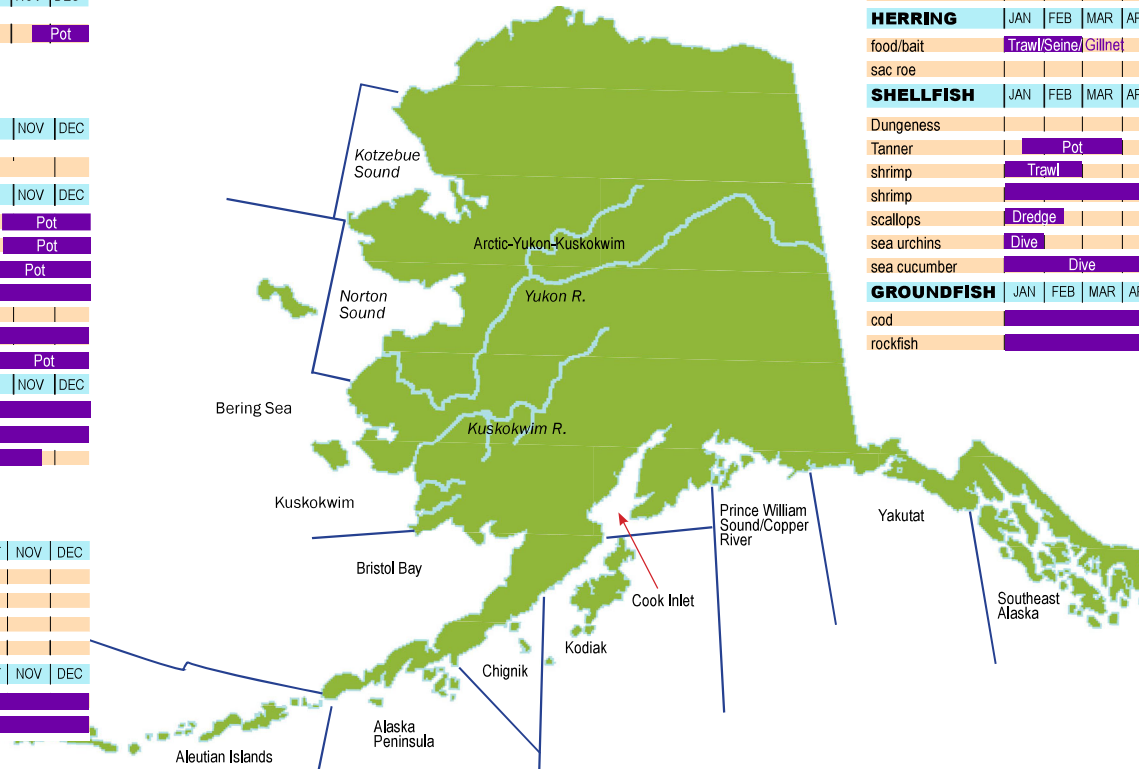 Pot
NOV DEC
NOV DEC
Pot
Pot
Pot
Pot
NOV DEC
NOV DEC
NOV DEC
Kotzebue
Sound
Arctic-Yukon-Kuskokwim
Norton
Sound
Yukon R.
Bering Sea
Kuskokwim R.
Kuskokwim
Bristol Bay
Prince William
Sound/Copper
River
Yakutat
Cook Inlet
Southeast
Alaska
Kodiak
Chignik
Alaska
Peninsula
Aleutian Islands
HERRING JAN FEB MAR
food/bait Trawl/Seine/ Gillnet
sac roe
SHELLFISH JAN FEB MAR
Dungeness
Tanner Pot
shrimp Trawl
shrimp
scallops Dredge
sea urchins Dive
sea cucumber Dive
GROUNDFISH JAN FEB MAR
cod
rockfish